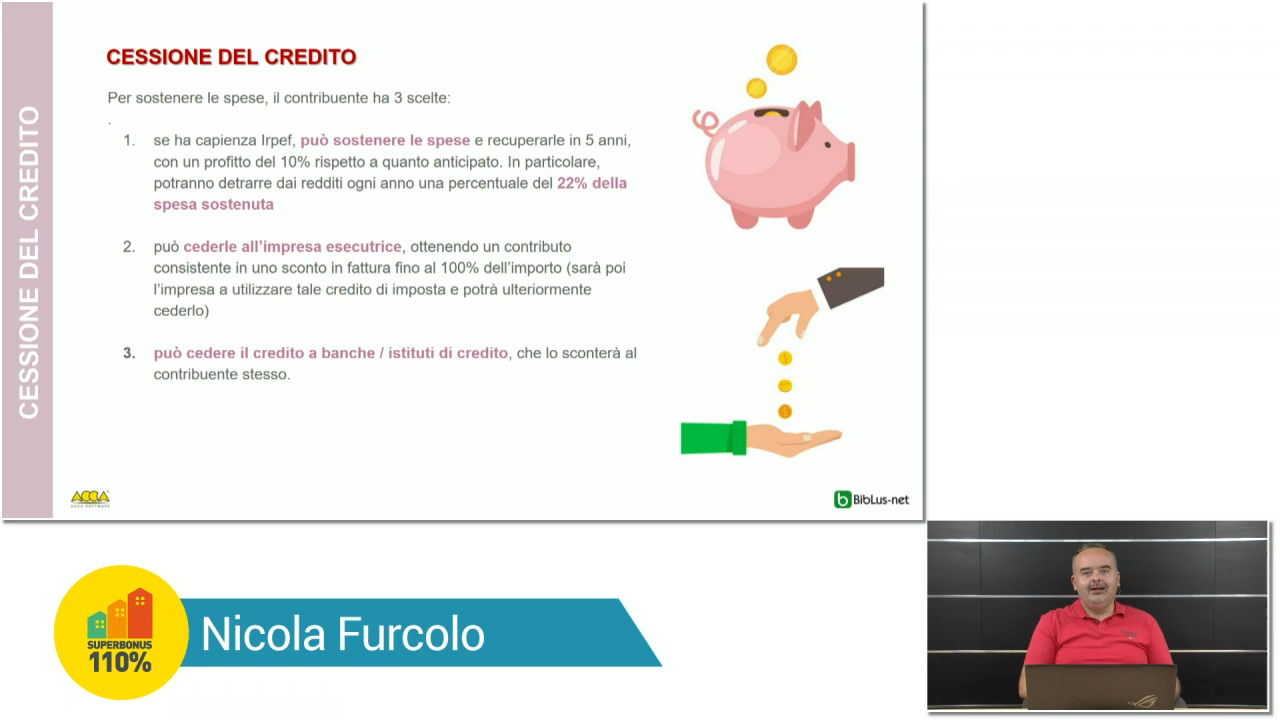 CESSIONE DEL CREDITO
CESSIONE DEL CREDITO
Per sostenere le spese, il contribuente ha 3 scelte:
.
1. se ha capienza Irpef, può sostenere le spese e recuperarle in 5 anni,
con un profitto del 10% rispetto a quanto anticipato. In particolare,
potranno detrarre dai redditi ogni anno una percentuale del 22% della
spesa sostenuta
2. può cederle all’impresa esecutrice, ottenendo un contributo
consistente in uno sconto in fattura fino al 100% dell’importo (sarà poi
l’impresa a utilizzare tale credito di imposta e potrà ulteriormente
cederlo)
3. può cedere il credito a banche / istituti di credito, che lo sconterà al
contribuente stesso.
ACCA
ACCA SOFTWARE
b BibLus-net
SUPERBONUS
110%
Nicola Furcolo